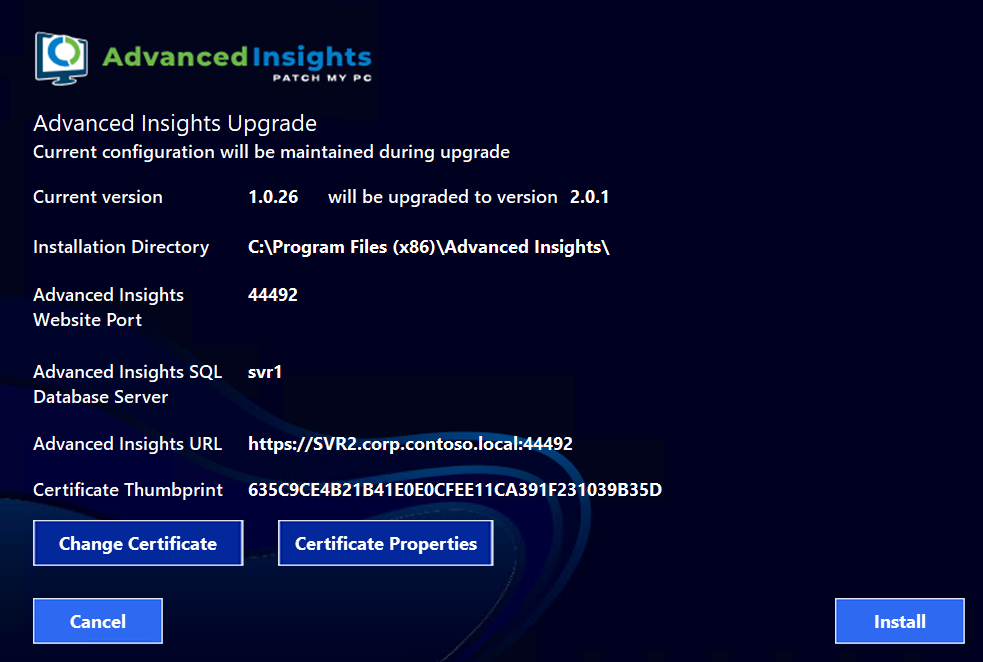 AdvancedInsights
PATCH MY PC
Advanced Insights Upgrade
Current configuration will be maintained during upgrade
Current version 1.0.26 will be upgraded to version 2.0.1
Installation Directory C:\Program Files (x86)\Advanced Insights\
Advanced Insights 44492
Website Port
Advanced Insights SQL svr1
Database Server
Advanced Insights URL https://SVR2.corp.contoso.local:44492
Certificate Thumbprint 635C9CE4B21B41E0E0CFEE11CA391F231039B35D
Change Certificate Certificate Properties
Cancel Install